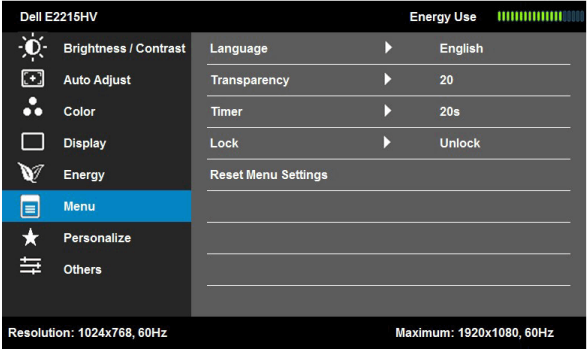 Dell E2215HV Energy Use
Brightness / Contrast Language English
Auto Adjust Transparency 20
Color Timer 20s
Display Lock Unlock
Energy Reset Menu Settings
Menu
Personalize
Others
Resolution: 1024x768, 60Hz Maximum: 1920x1080, 60Hz